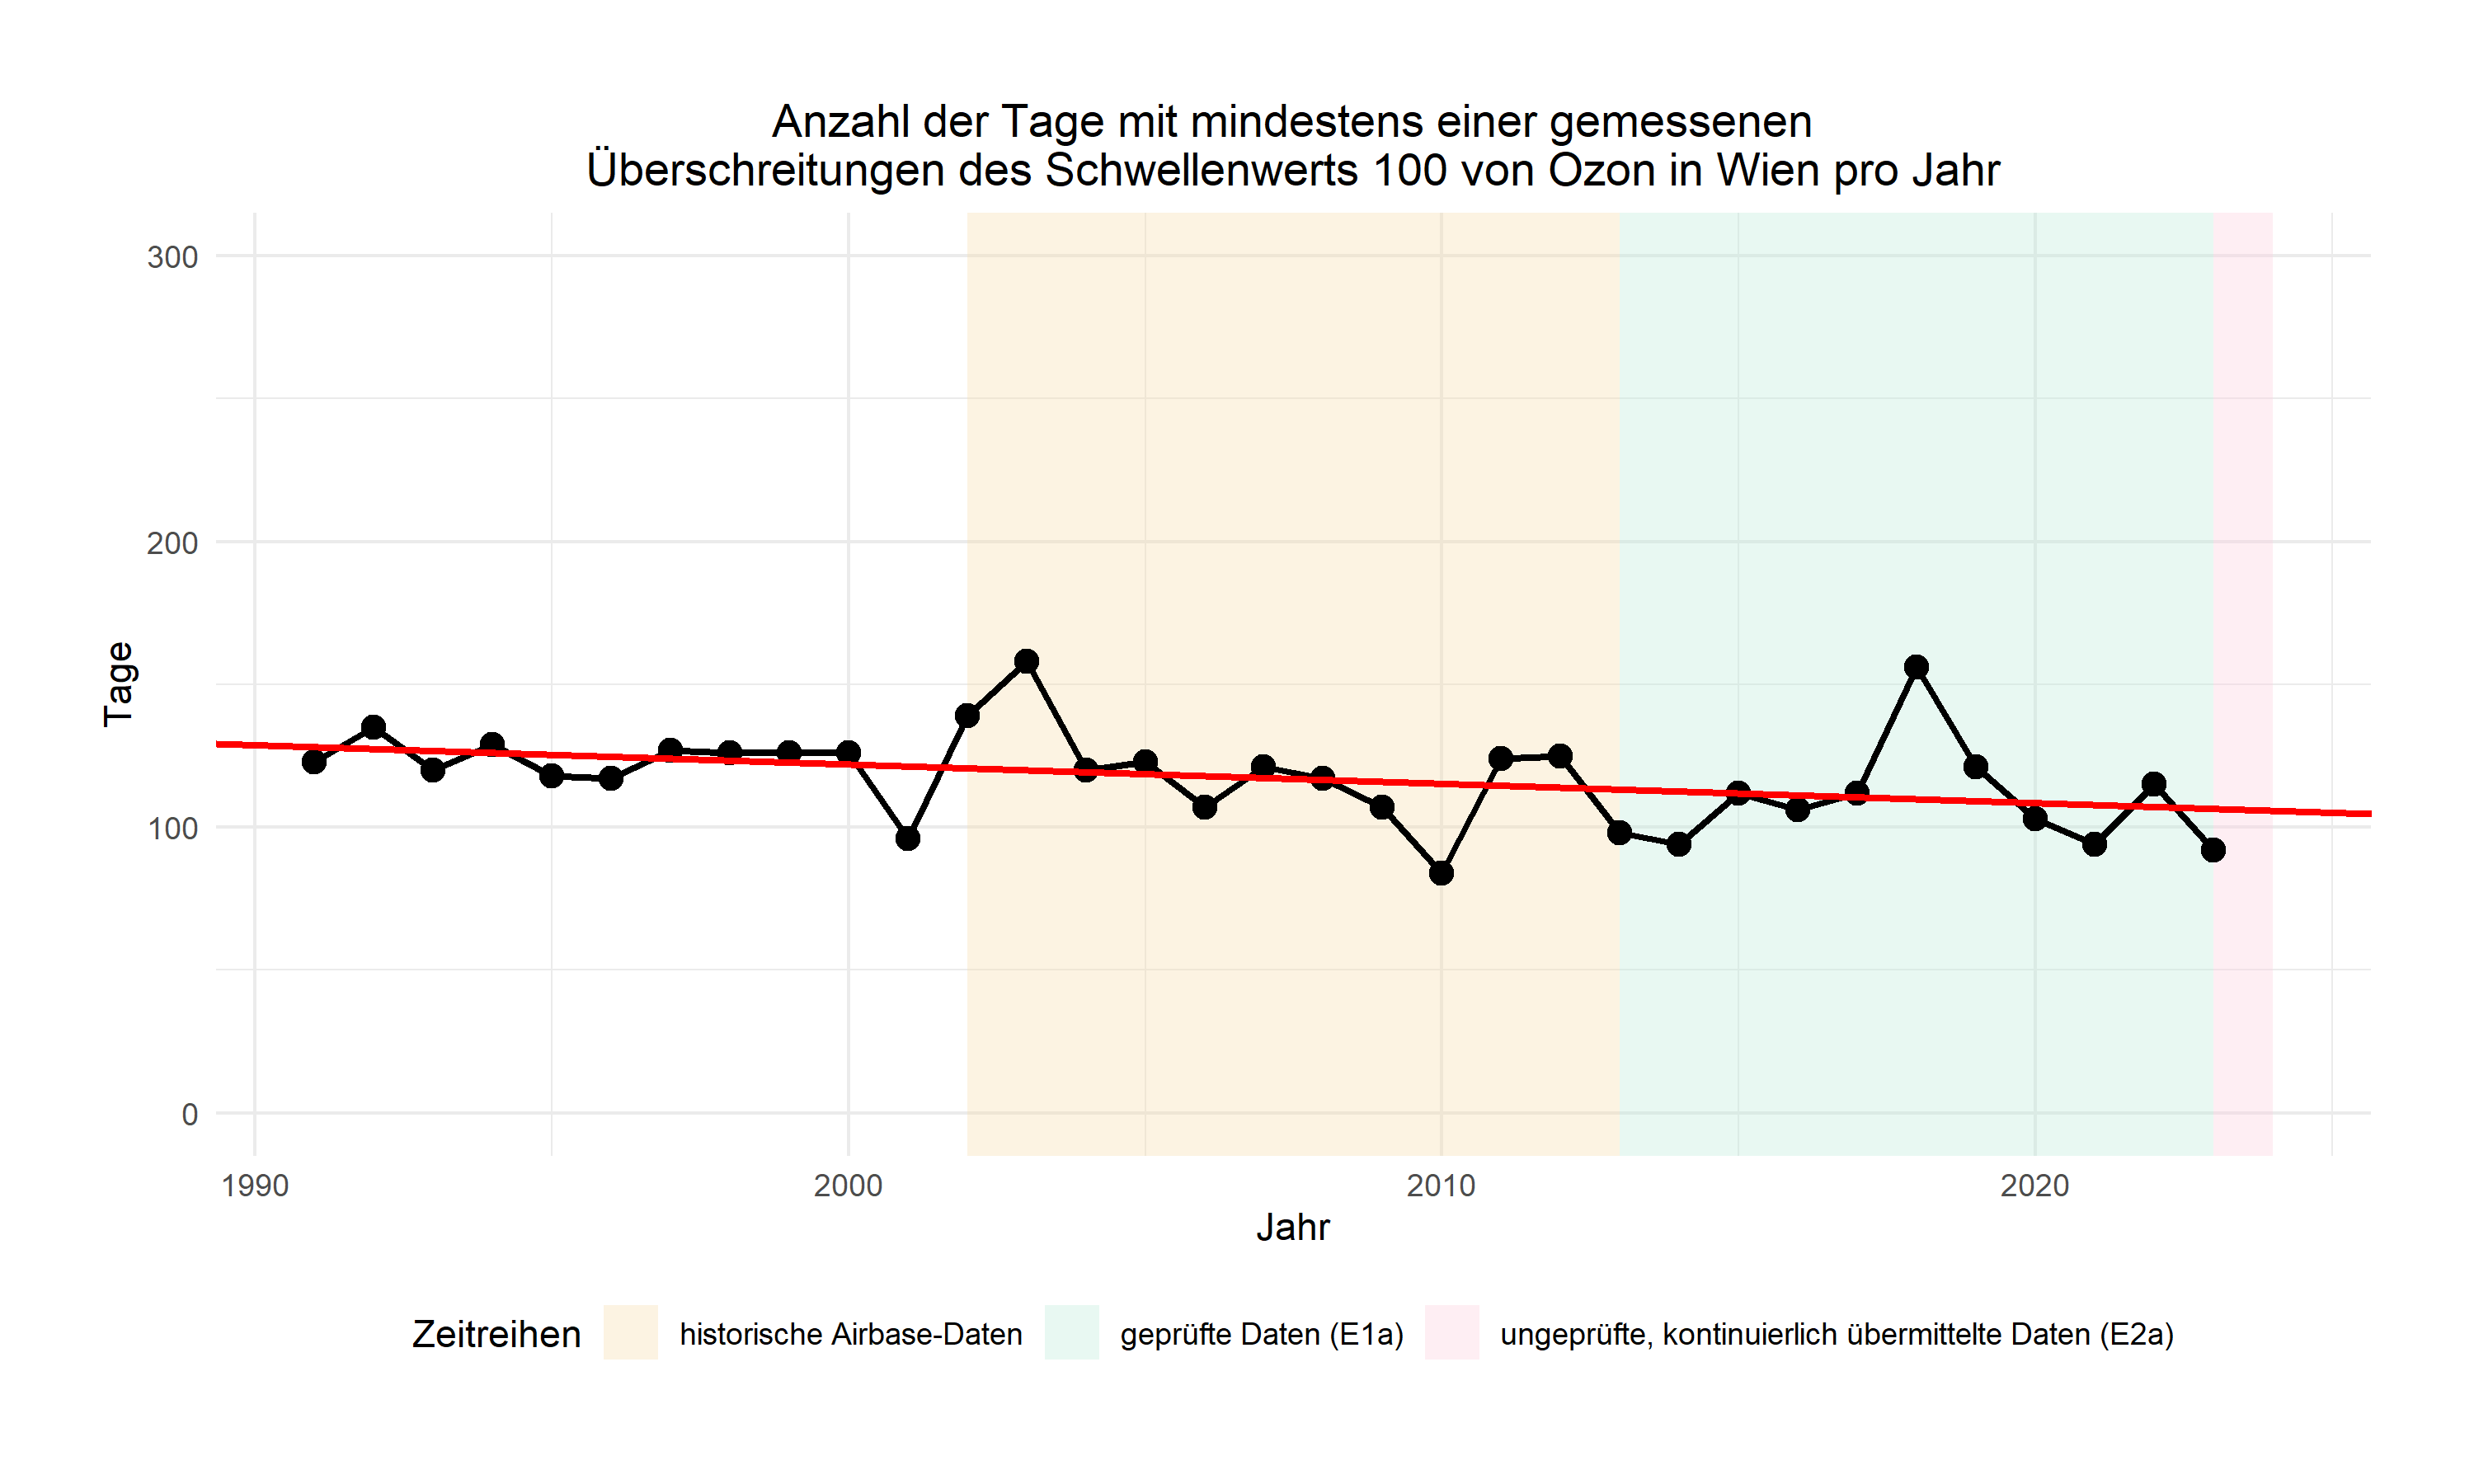 Anzahl der Tage mit mindestens einer gemessenen
Überschreitungen des Schwellenwerts 100 von Ozon in Wien pro Jahr
300
200
100
0
Tage
1990 2000 2010 2020
Jahr
Zeitreihen historische Airbase-Daten geprüfte Daten (E1a) ungeprüfte, kontinuierlich übermittelte Daten (E2a)